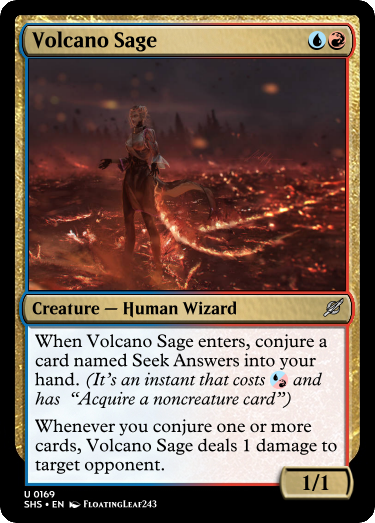 Volcano Sage
Creature — Human Wizard
When Volcano Sage enters, conjure a
card named Seek Answers into your
hand. (It's an instant that costs and
has “Acquire a noncreature card”)
Whenever you conjure one or more
cards, Volcano Sage deals 1 damage to
target opponent.
1/1
U 0169
SHS • EN FloatingLeaf243